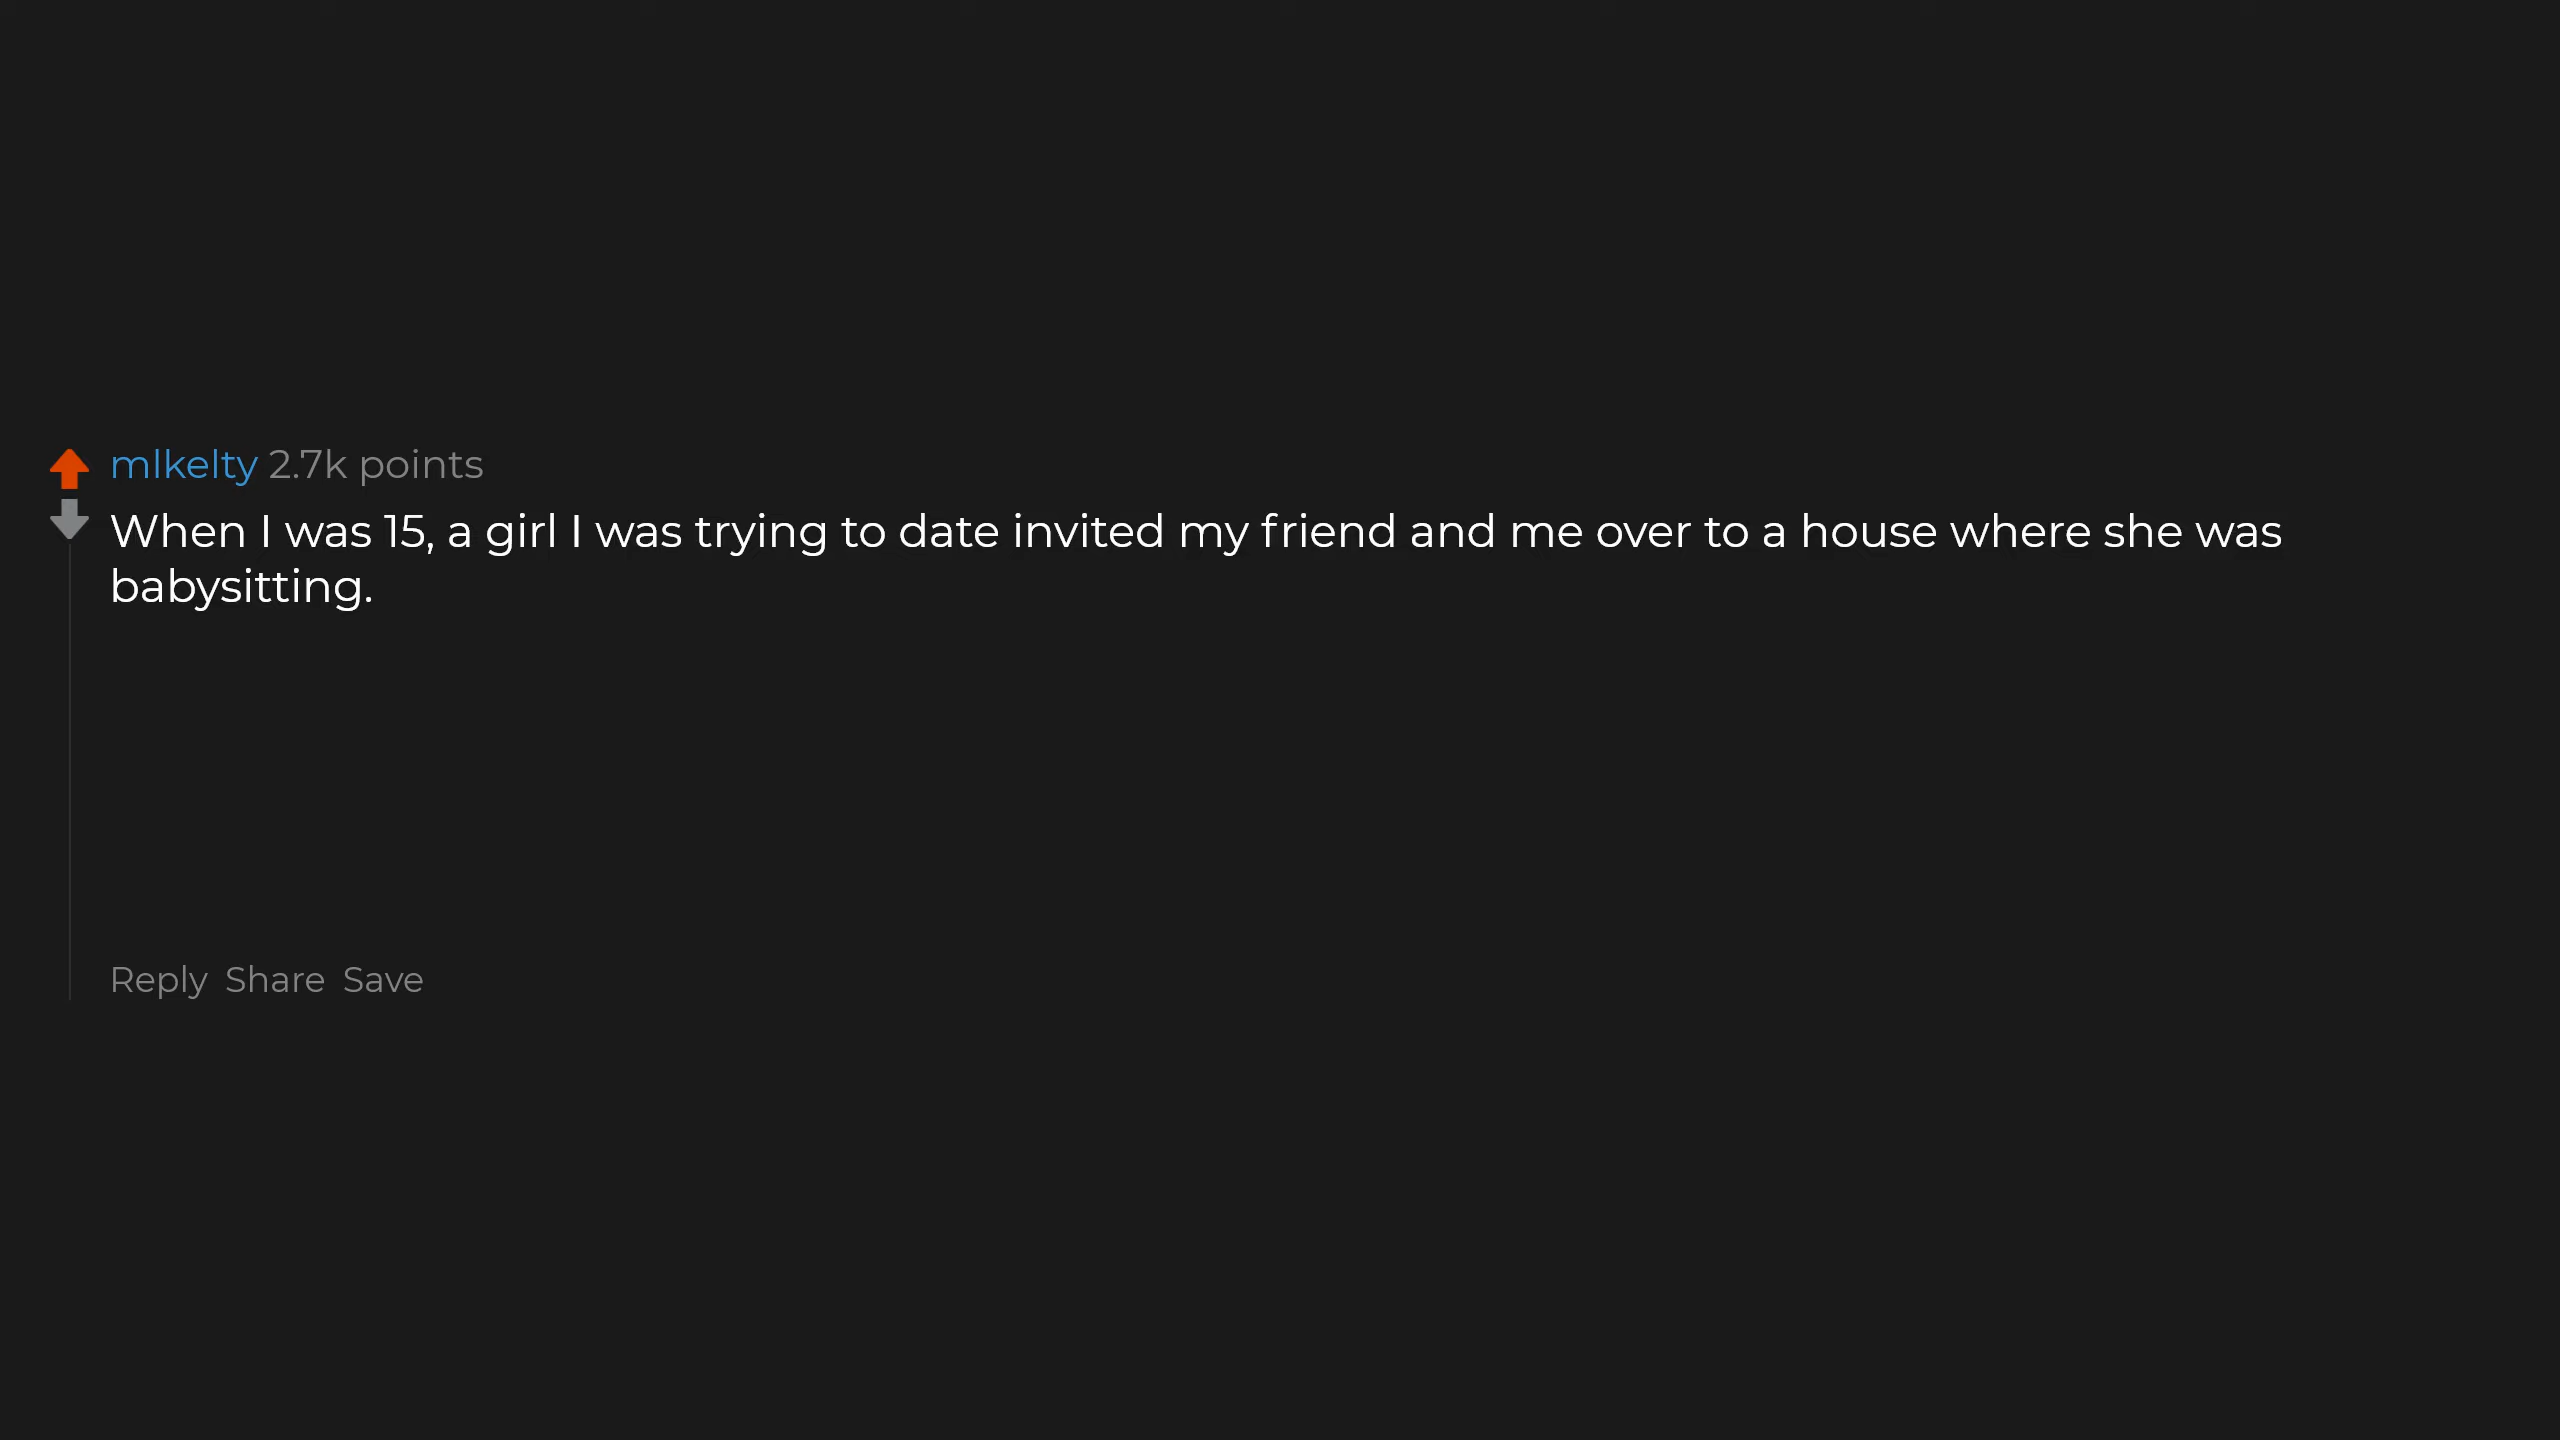 mlkelty 2.7k points
When I was 15, a girl I was trying to date invited my friend and me over to a house where she was
babysitting.
Reply Share Save